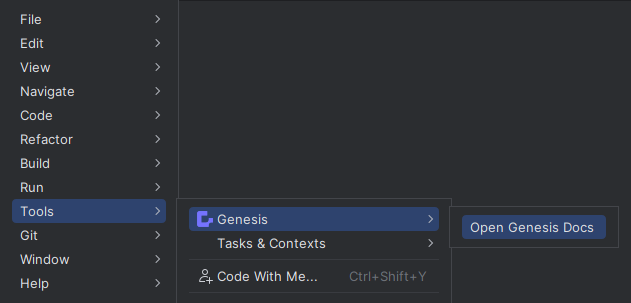 File
Edit
View
Navigate
Code
Refactor
Build
Run
Tools
Git
Window
Help
Genesis
Tasks & Contexts
Code With Me... Ctrl+Shift+Y
Open Genesis Docs